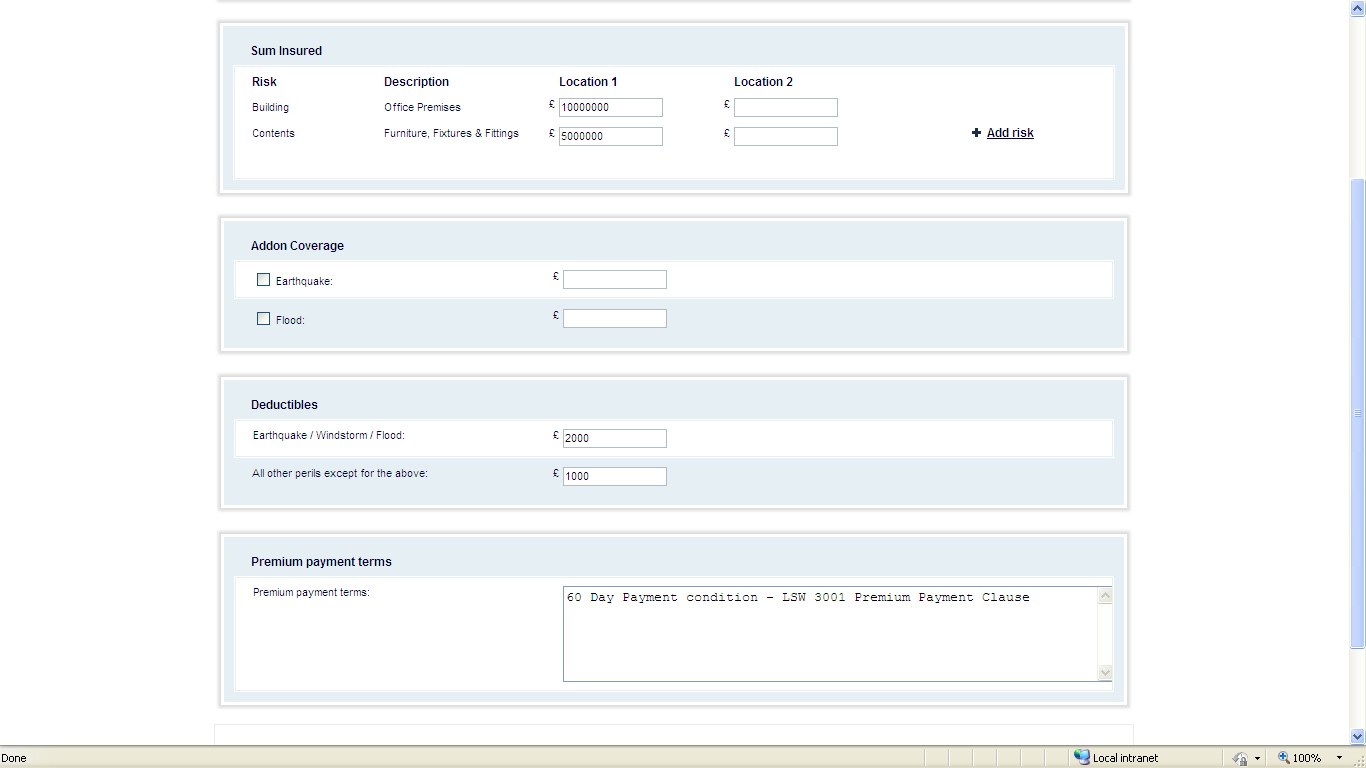 Sum Insured
Risk Description Location 1 Location 2
Building Office Premises £ 10000000 £
Contents Furniture, Fixtures & Fittings £ 5000000 £ + Add risk
Addon Coverage
Earthquake: £
Flood: £
Deductibles
Earthquake / Windstorm / Flood: £ 2000
All other perils except for the above: £ 1000
Premium payment terms
Premium payment terms: 60 Day Payment condition - LSW 3001 Premium Payment Clause
Done Local intranet 100%